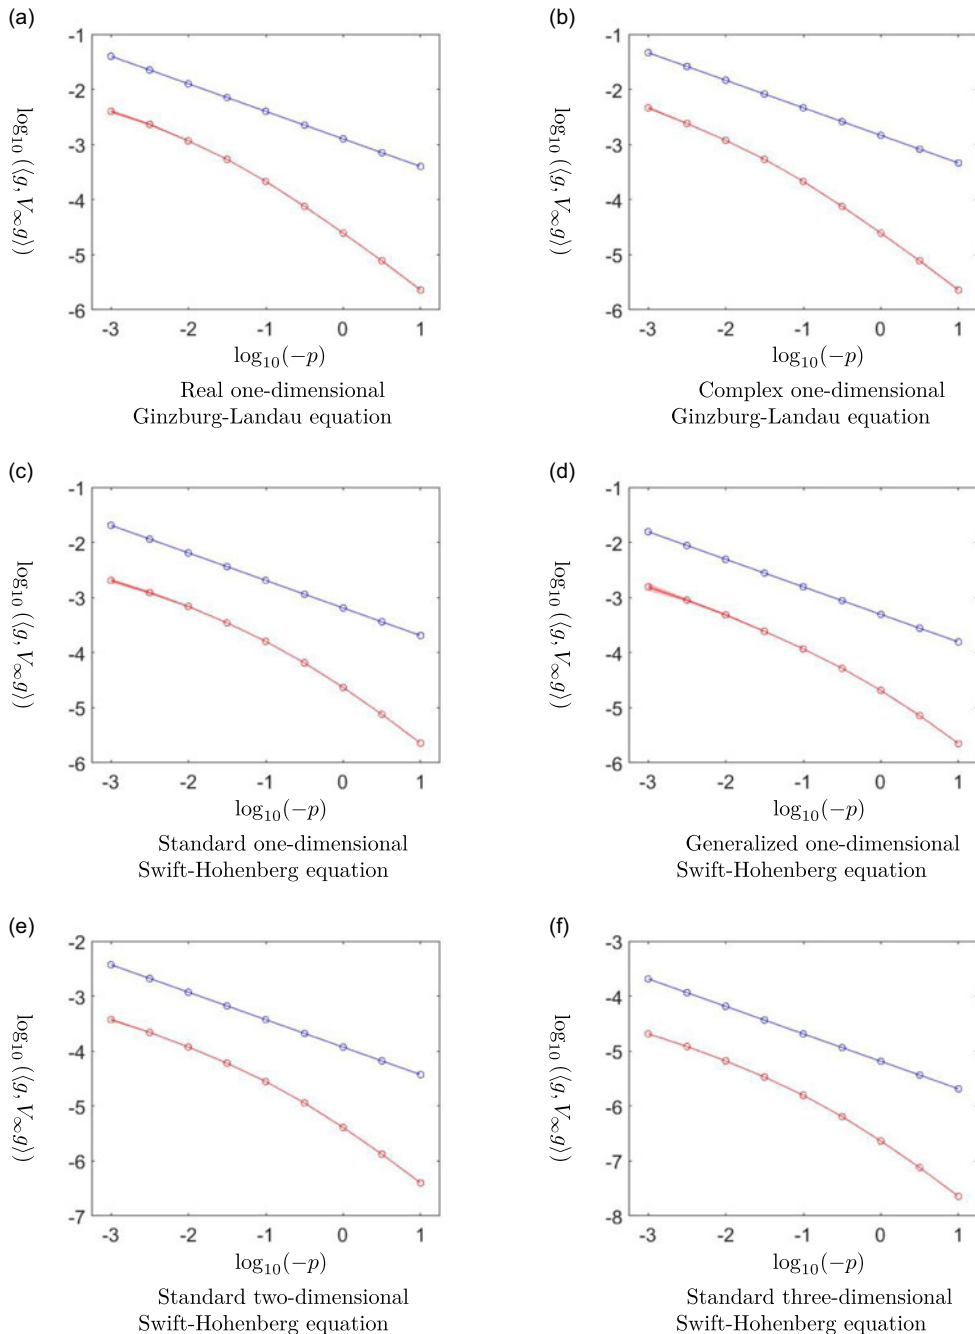 (a)
-1
-2
-3
-4
-5
-6
log₁₀ (⟨g, V∞g⟩)
-3 -2 -1 0 1
log₁₀(−p)
Real one-dimensional
Ginzburg-Landau equation
(b)
-1
-2
-3
-4
-5
-6
log₁₀ (⟨g, V∞g⟩)
-3 -2 -1 0 1
log₁₀(−p)
Complex one-dimensional
Ginzburg-Landau equation
(c)
-1
-2
-3
-4
-5
-6
log₁₀ (⟨g, V∞g⟩)
-3 -2 -1 0 1
log₁₀(−p)
Standard one-dimensional
Swift-Hohenberg equation
(d)
-1
-2
-3
-4
-5
-6
log₁₀ (⟨g, V∞g⟩)
-3 -2 -1 0 1
log₁₀(−p)
Generalized one-dimensional
Swift-Hohenberg equation
(e)
-2
-3
-4
-5
-6
-7
log₁₀ (⟨g, V∞g⟩)
-3 -2 -1 0 1
log₁₀(−p)
Standard two-dimensional
Swift-Hohenberg equation
(f)
-3
-4
-5
-6
-7
-8
log₁₀ (⟨g, V∞g⟩)
-3 -2 -1 0 1
log₁₀(−p)
Standard three-dimensional
Swift-Hohenberg equation